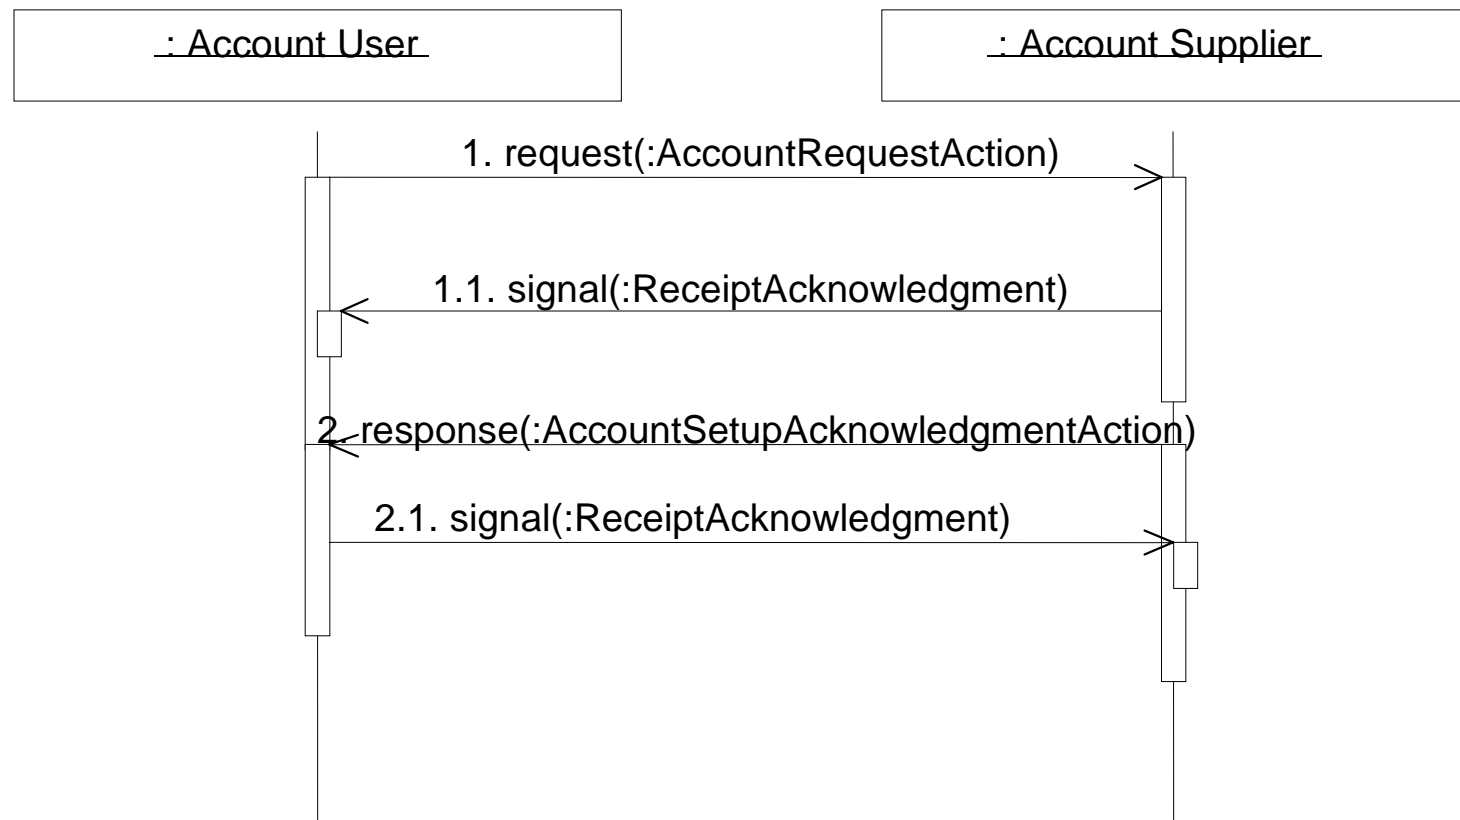 : Account User
: Account Supplier
1. request(:AccountRequestAction)
1.1. signal(:ReceiptAcknowledgment)
2. response(:AccountSetupAcknowledgmentAction)
2.1. signal(:ReceiptAcknowledgment)